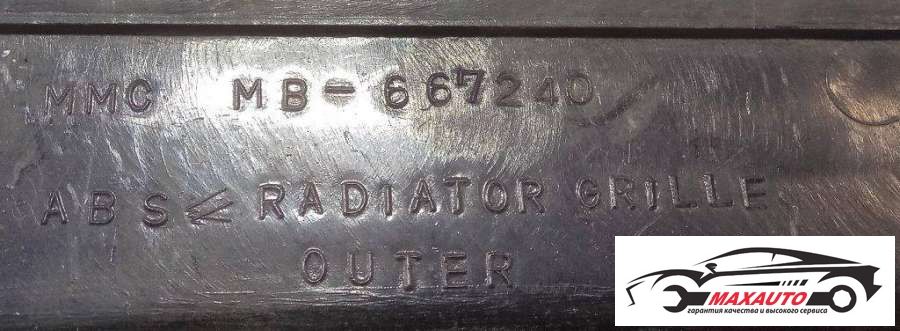 MMC MB-667240
ABS RADIATOR GRILLE
OUTER
MAXAUTO
гарантия качества и высокого сервиса